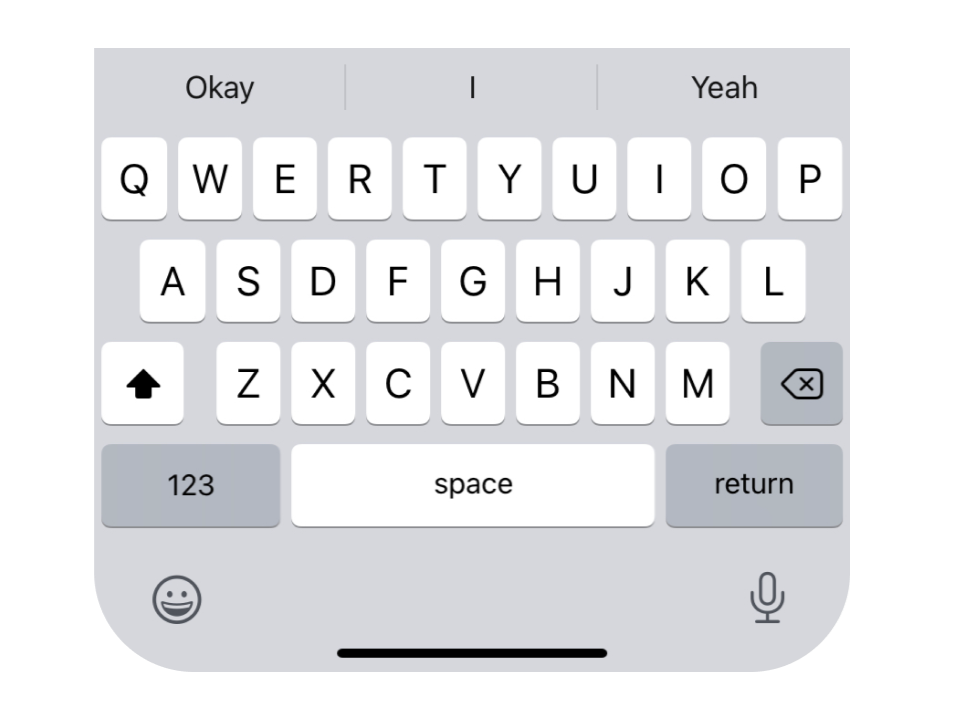 Okay I Yeah
Q W E R T Y U I O P
A S D F G H J K L
Z X C V B N M
123 space return